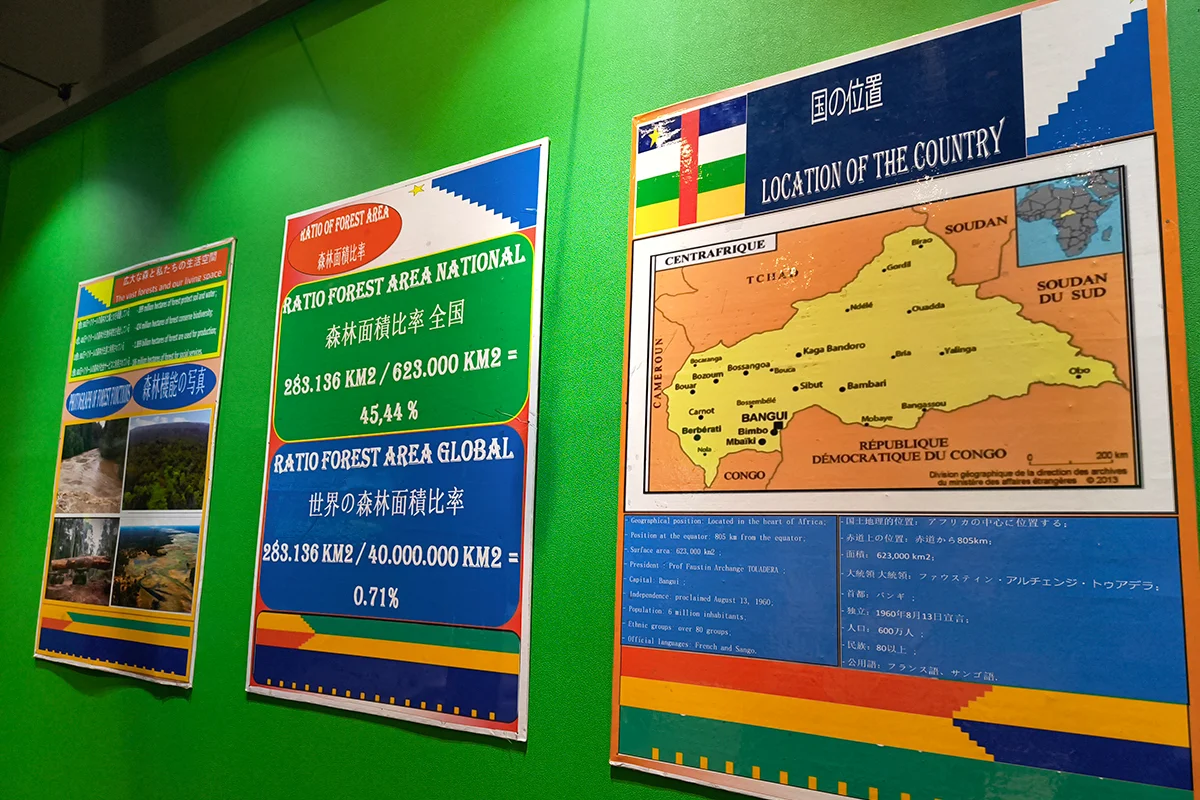 広大な森と私たちの生活空間
The vast forests and our living space
PHOTOGRAPH OF FOREST FUNCTIONS
森林機能の写真
RATIO OF FOREST AREA
森林面積比率
RATIO FOREST AREA NATIONAL
森林面積比率 全国
283.136 KM2 / 623.000 KM2 =
45,44 %
RATIO FOREST AREA GLOBAL
世界の森林面積比率
283.136 KM2 / 40.000.000 KM2 =
0.71%
国の位置
LOCATION OF THE COUNTRY
CENTRAFRIQUE
SOUDAN
TCHAD
SOUDAN
DU SUD
CAMEROUN
Birao
Gordil
Ndélé
Ouadda
Kaga Bandoro
Bria
Yalinga
Bocaranga
Bossangoa
Bouca
Bozoum
Bouar
Sibut
Bambari
Obo
Bossembélé
Carnot
BANGUI
Bangassou
Mobaye
Berbérati
Bimbo
Mbaïki
Nola
CONGO
RÉPUBLIQUE
DÉMOCRATIQUE DU CONGO
0 200 km
Division géographique de la direction des archives
du ministère des affaires étrangères © 2013
- Geographical position: Located in the heart of Africa;
- Position at the equator: 805 km from the equator;
- Surface area: 623,000 km2 ;
- President : Prof Faustin Archange TOUADERA ;
- Capital: Bangui ;
- Independence: proclaimed August 13, 1960;
- Population: 6 million inhabitants;
- Ethnic groups: over 80 groups;
- Official languages: French and Sango.
- 国土地理的位置： アフリカの中心に位置する;
- 赤道上の位置： 赤道から805km;
- 面積： 623,000 km2;
- 大統領 大統領： ファウスティン・アルチェンジ・トゥアデラ;
- 首都： バンギ ;
- 独立： 1960年8月13日宣言;
- 人口： 600万人 ;
- 民族： 80以上 ;
- 公用語： フランス語、サンゴ語.